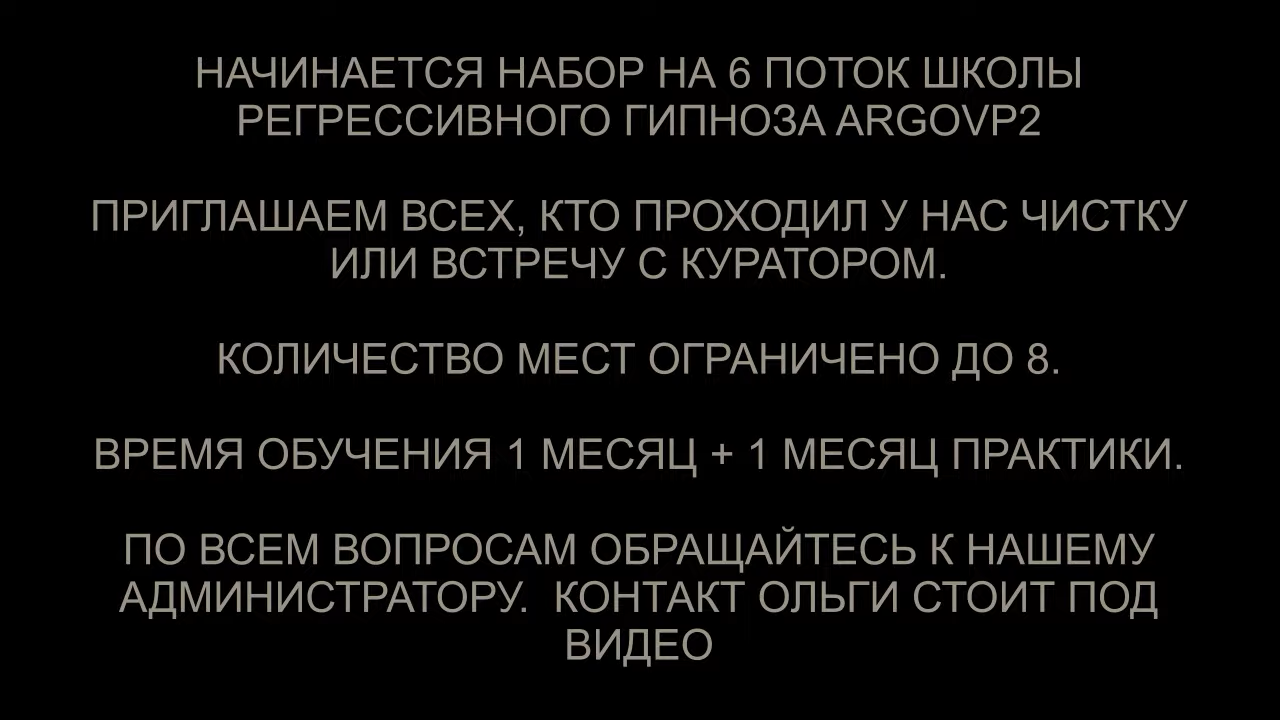 НАЧИНАЕТСЯ НАБОР НА 6 ПОТОК ШКОЛЫ
РЕГРЕССИВНОГО ГИПНОЗА ARGOVP2
ПРИГЛАШАЕМ ВСЕХ, КТО ПРОХОДИЛ У НАС ЧИСТКУ
ИЛИ ВСТРЕЧУ С КУРАТОРОМ.
КОЛИЧЕСТВО МЕСТ ОГРАНИЧЕНО ДО 8.
ВРЕМЯ ОБУЧЕНИЯ 1 МЕСЯЦ + 1 МЕСЯЦ ПРАКТИКИ.
ПО ВСЕМ ВОПРОСАМ ОБРАЩАЙТЕСЬ К НАШЕМУ
АДМИНИСТРАТОРУ.  КОНТАКТ ОЛЬГИ СТОИТ ПОД
ВИДЕО